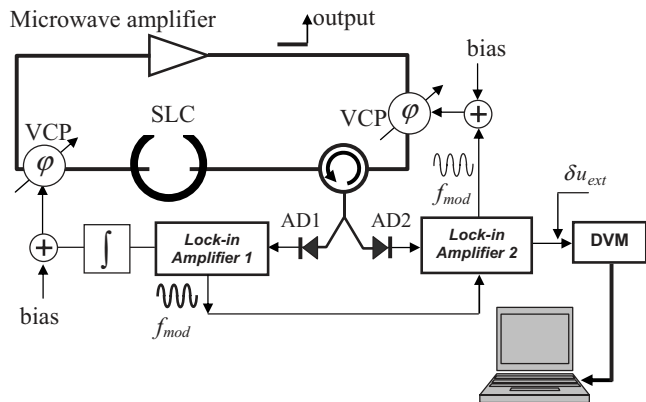 Microwave amplifier
output
bias
SLC
VCP
VCP
φ
φ
+
f_mod
δu_ext
AD1
AD2
Lock-in
Amplifier 1
Lock-in
Amplifier 2
DVM
∫
+
bias
f_mod